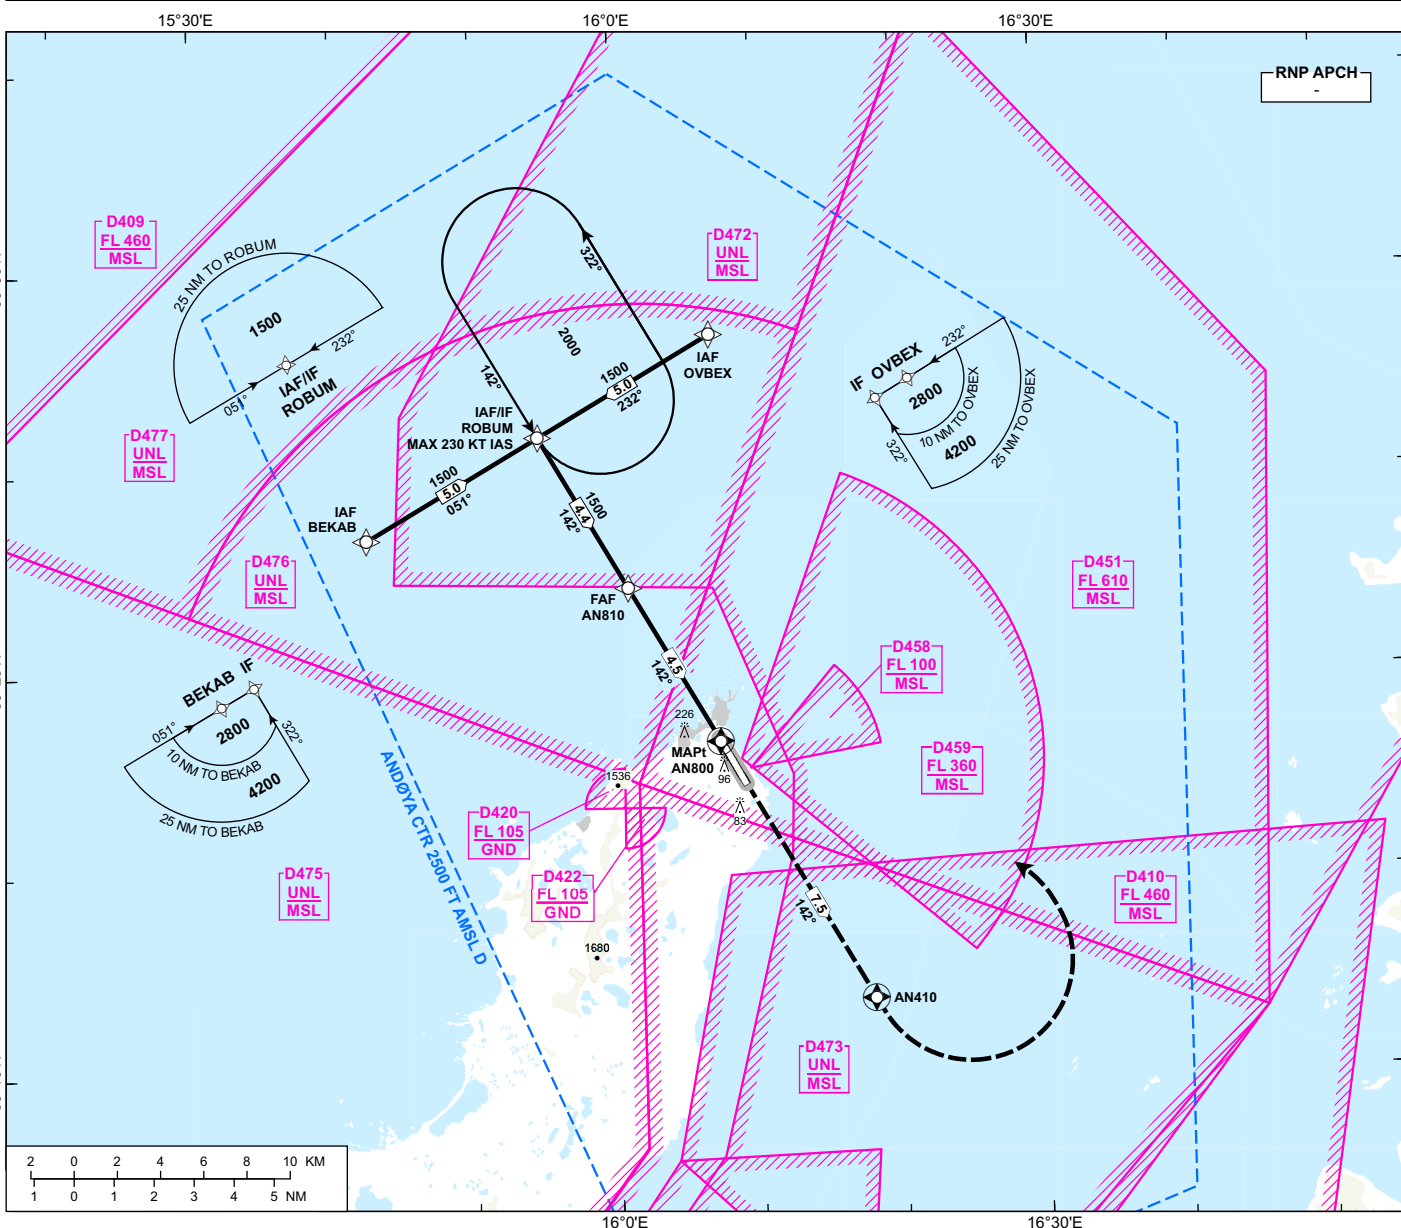 15°30'E
16°0'E
16°30'E
RNP APCH
-
D409
FL 460
MSL
25 NM TO ROBUM
1500
232°
051°
IAF/IF
ROBUM
D472
UNL
MSL
322°
2000
142°
IAF
OVBEX
1500
5.0
232°
IAF/IF
ROBUM
MAX 230 KT IAS
IF OVBEX
232°
2800
10 NM TO OVBEX
4200
25 NM TO OVBEX
322°
D477
UNL
MSL
1500
5.0
051°
IAF
BEKAB
1500
4.4
142°
D476
UNL
MSL
FAF
AN810
D451
FL 610
MSL
D458
FL 100
MSL
4.5
142°
BEKAB IF
051°
2800
322°
10 NM TO BEKAB
4200
25 NM TO BEKAB
226
MAPt
AN800
96
83
D459
FL 360
MSL
1536
ANDØYA CTR 2500 FT AMSL D
D420
FL 105
GND
D422
FL 105
GND
D475
UNL
MSL
D410
FL 460
MSL
7.5
142°
1680
AN410
D473
UNL
MSL
2 0 2 4 6 8 10 KM
1 0 1 2 3 4 5 NM
16°0'E
16°30'E